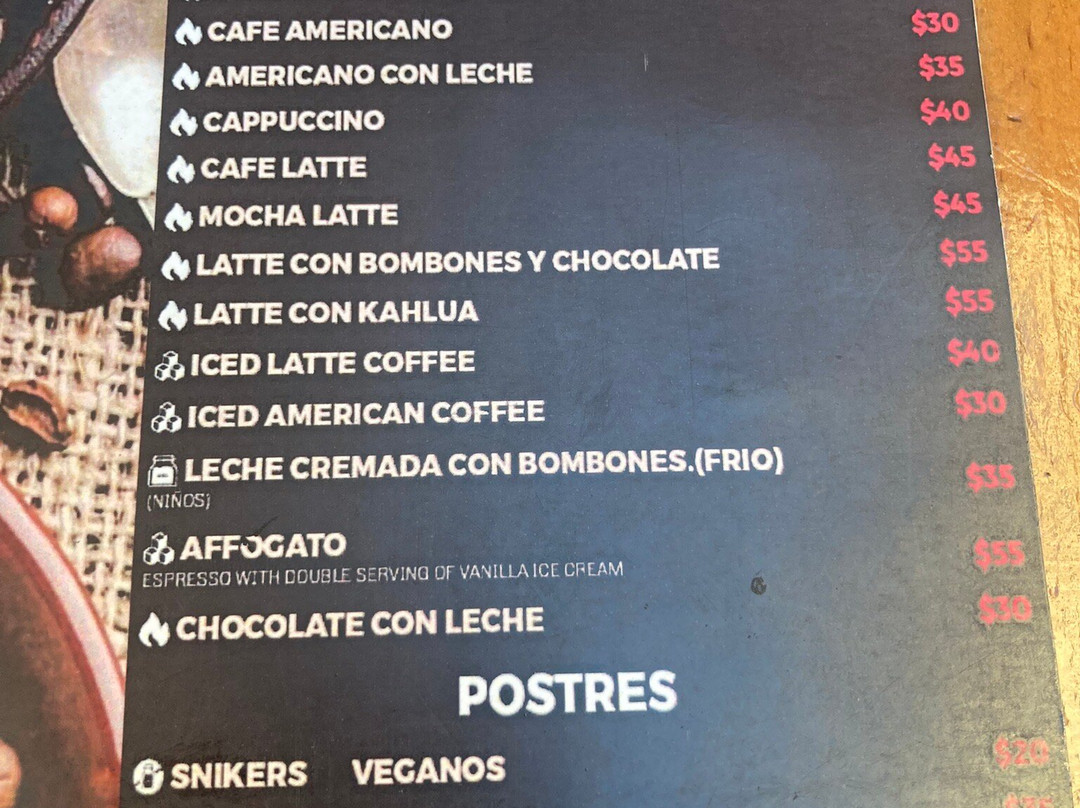 CAFE AMERICANO $30
AMERICANO CON LECHE $35
CAPPUCCINO $40
CAFE LATTE $45
MOCHA LATTE $45
LATTE CON BOMBONES Y CHOCOLATE $55
LATTE CON KAHLUA $55
ICED LATTE COFFEE $40
ICED AMERICAN COFFEE $30
LECHE CREMADA CON BOMBONES.(FRIO) $35
(NIÑOS)
AFFOGATO $55
ESPRESSO WITH DOUBLE SERVING OF VANILLA ICE CREAM
CHOCOLATE CON LECHE $30
POSTRES
SNIKERS VEGANOS $20